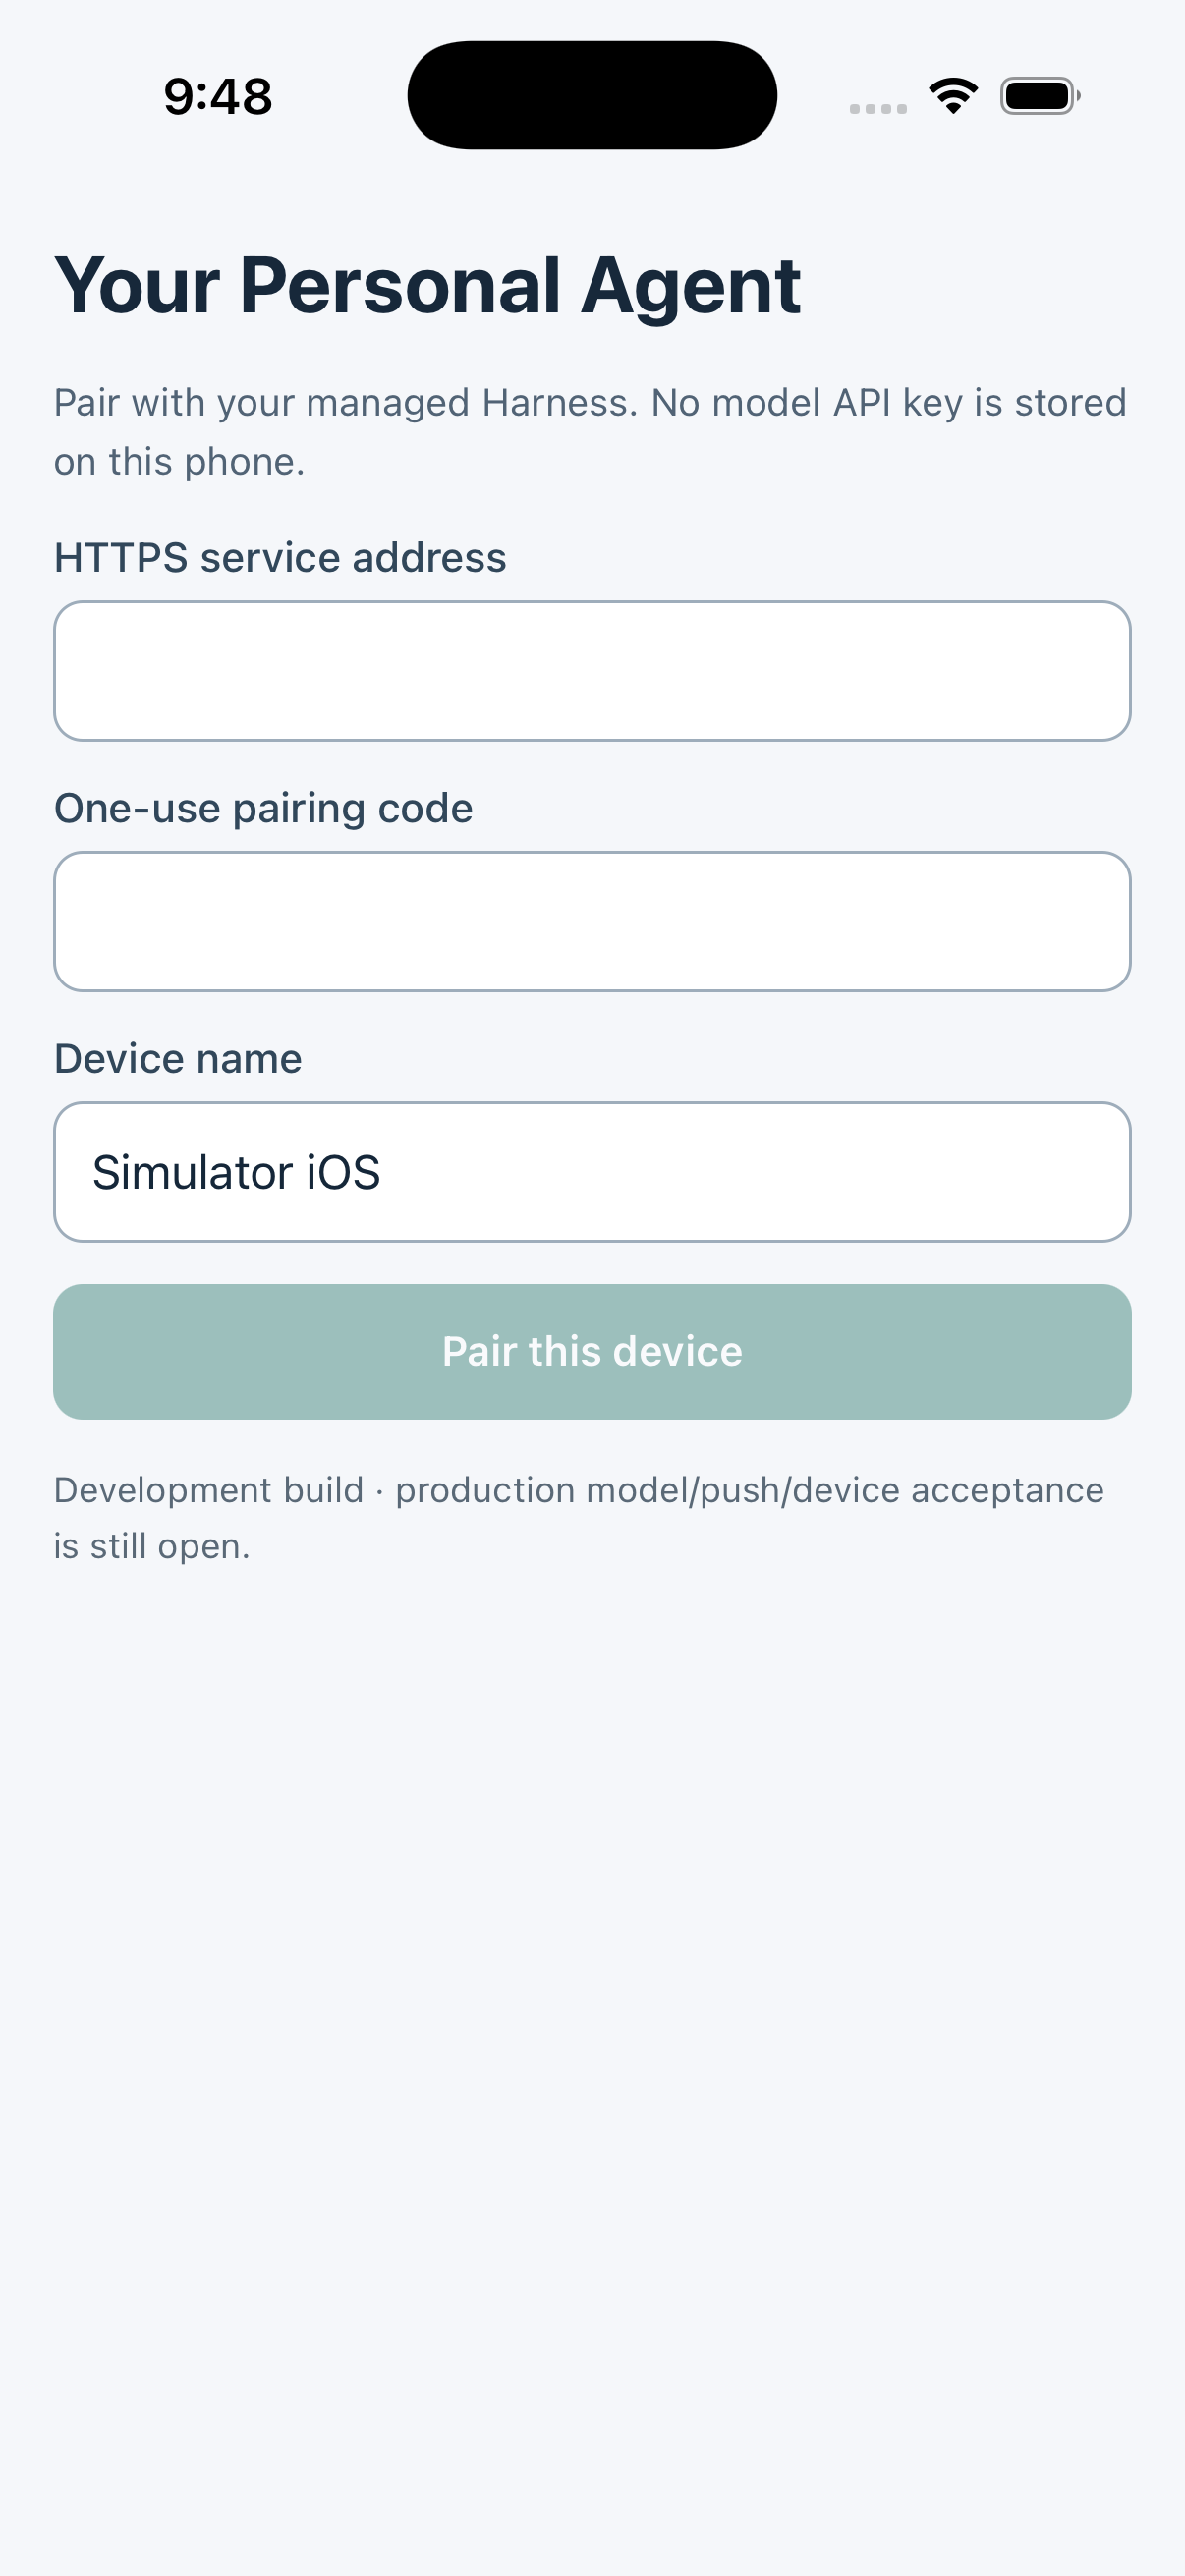 9:48
Your Personal Agent
Pair with your managed Harness. No model API key is stored
on this phone.
HTTPS service address
One-use pairing code
Device name
Simulator iOS
Pair this device
Development build · production model/push/device acceptance
is still open.